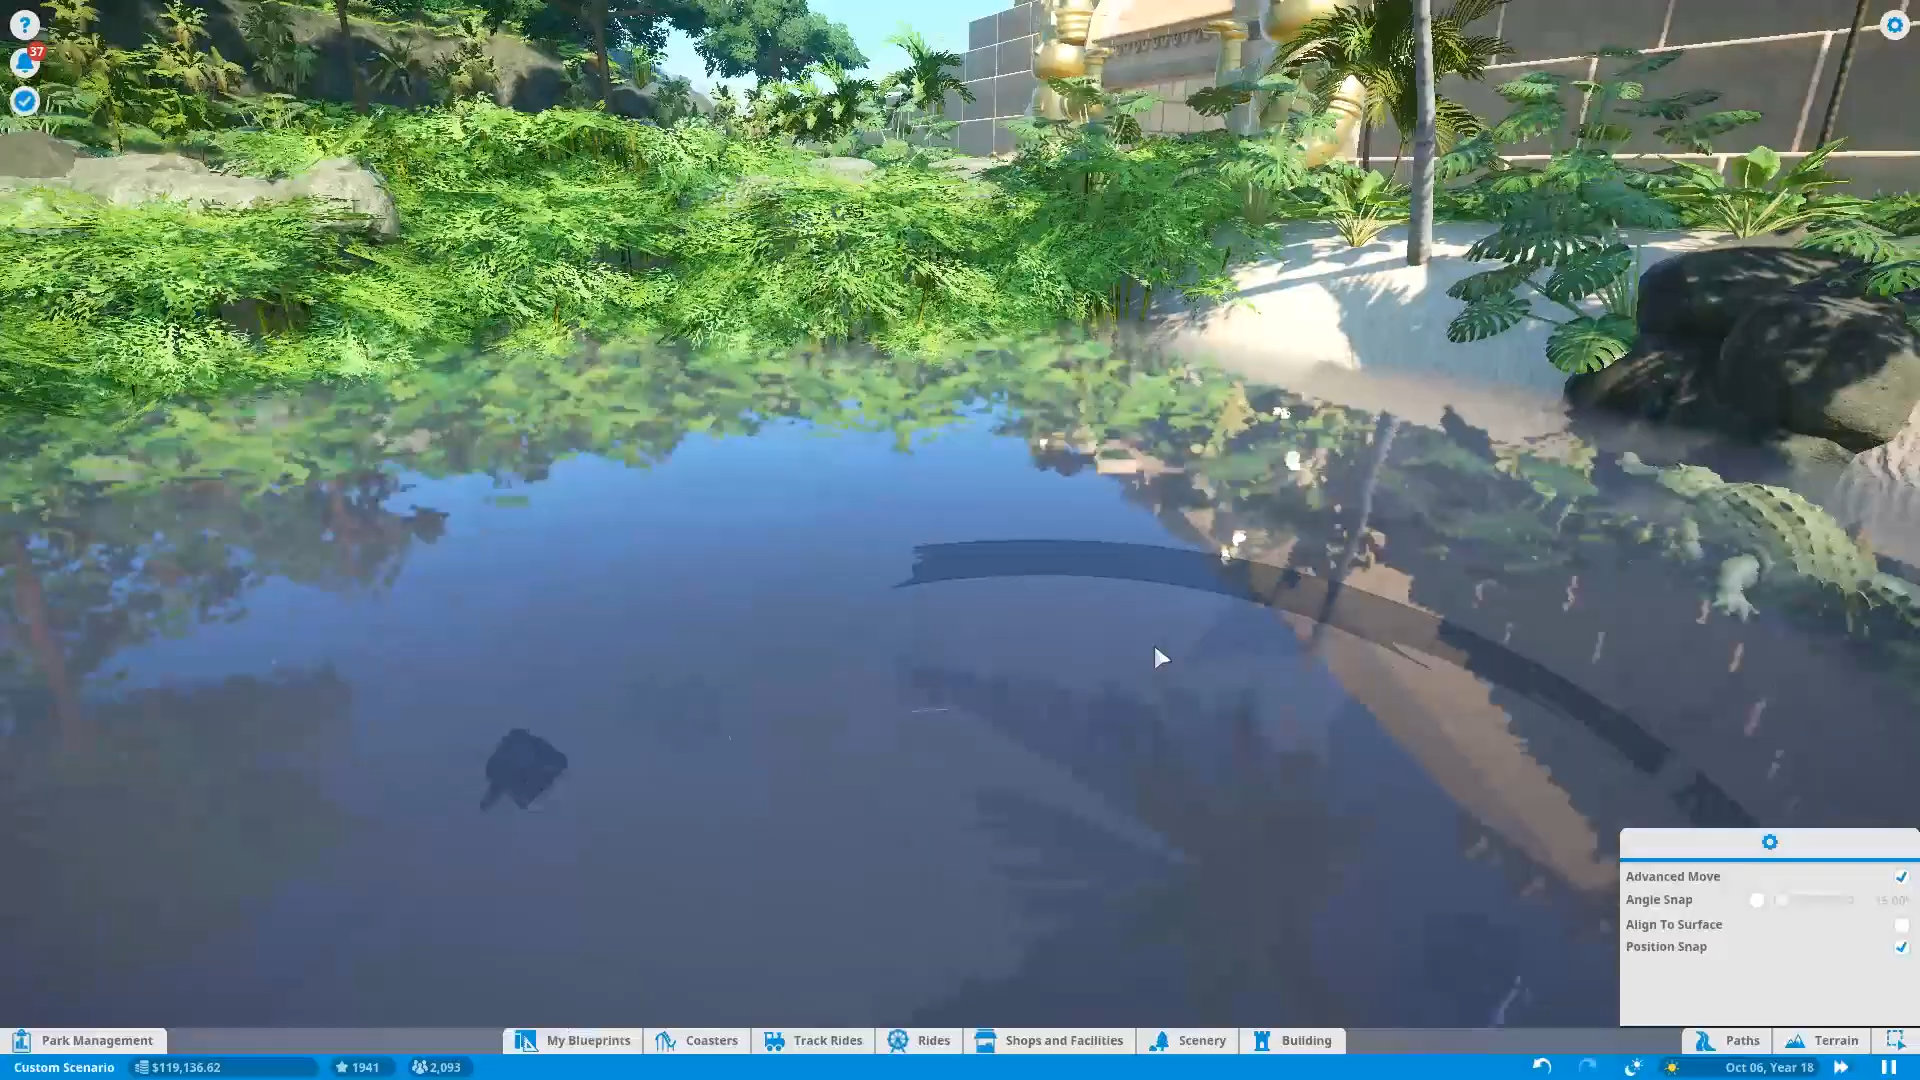 ?
37
Advanced Move
Angle Snap
Align To Surface
Position Snap
Park Management
My Blueprints
Coasters
Track Rides
Rides
Shops and Facilities
Scenery
Building
Paths
Terrain
Custom Scenario
$119,136.62
1941
2,093
Oct 06, Year 18